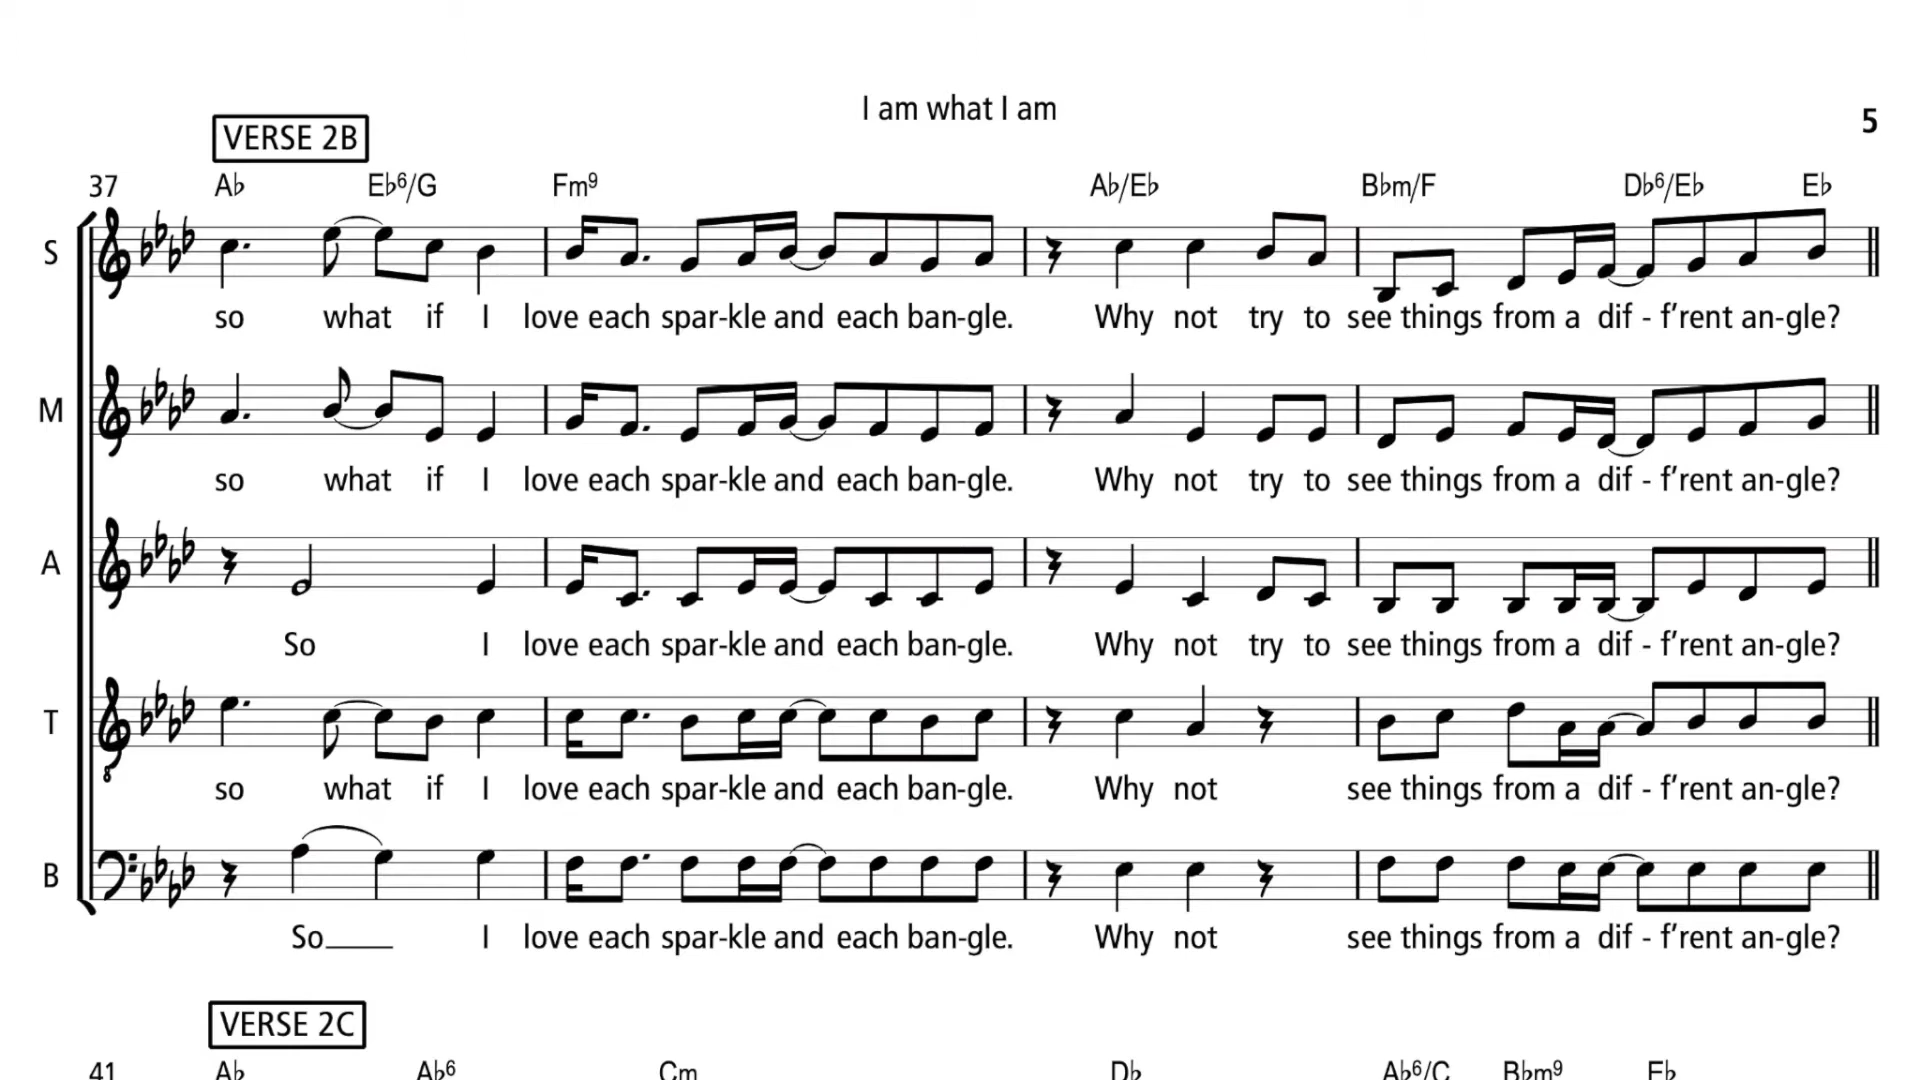 I am what I am
5
VERSE 2B
37 A♭ E♭6/G Fm9 A♭/E♭ B♭m/F D♭6/E♭ E♭
S
so what if I love each spar-kle and each ban-gle. Why not try to see things from a dif - f’rent an-gle?
M
so what if I love each spar-kle and each ban-gle. Why not try to see things from a dif - f’rent an-gle?
A
So I love each spar-kle and each ban-gle. Why not try to see things from a dif - f’rent an-gle?
T
so what if I love each spar-kle and each ban-gle. Why not see things from a dif - f’rent an-gle?
B
So____ I love each spar-kle and each ban-gle. Why not see things from a dif - f’rent an-gle?
VERSE 2C
41 A♭ A♭6 Cm D♭ A♭6/C B♭m9 E♭